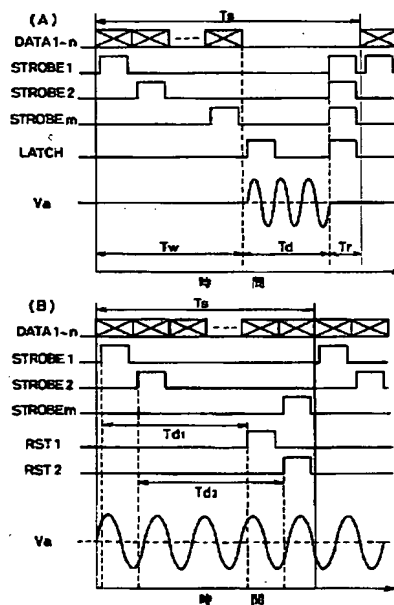 (A)
Ts
DATA1~n
STROBE1
STROBE2
STROBEm
LATCH
Va
Tw
Td
Tr
時 間
(B)
Ts
DATA1~n
STROBE1
STROBE2
STROBEm
Td1
RST1
RST2
Td2
Va
時 間